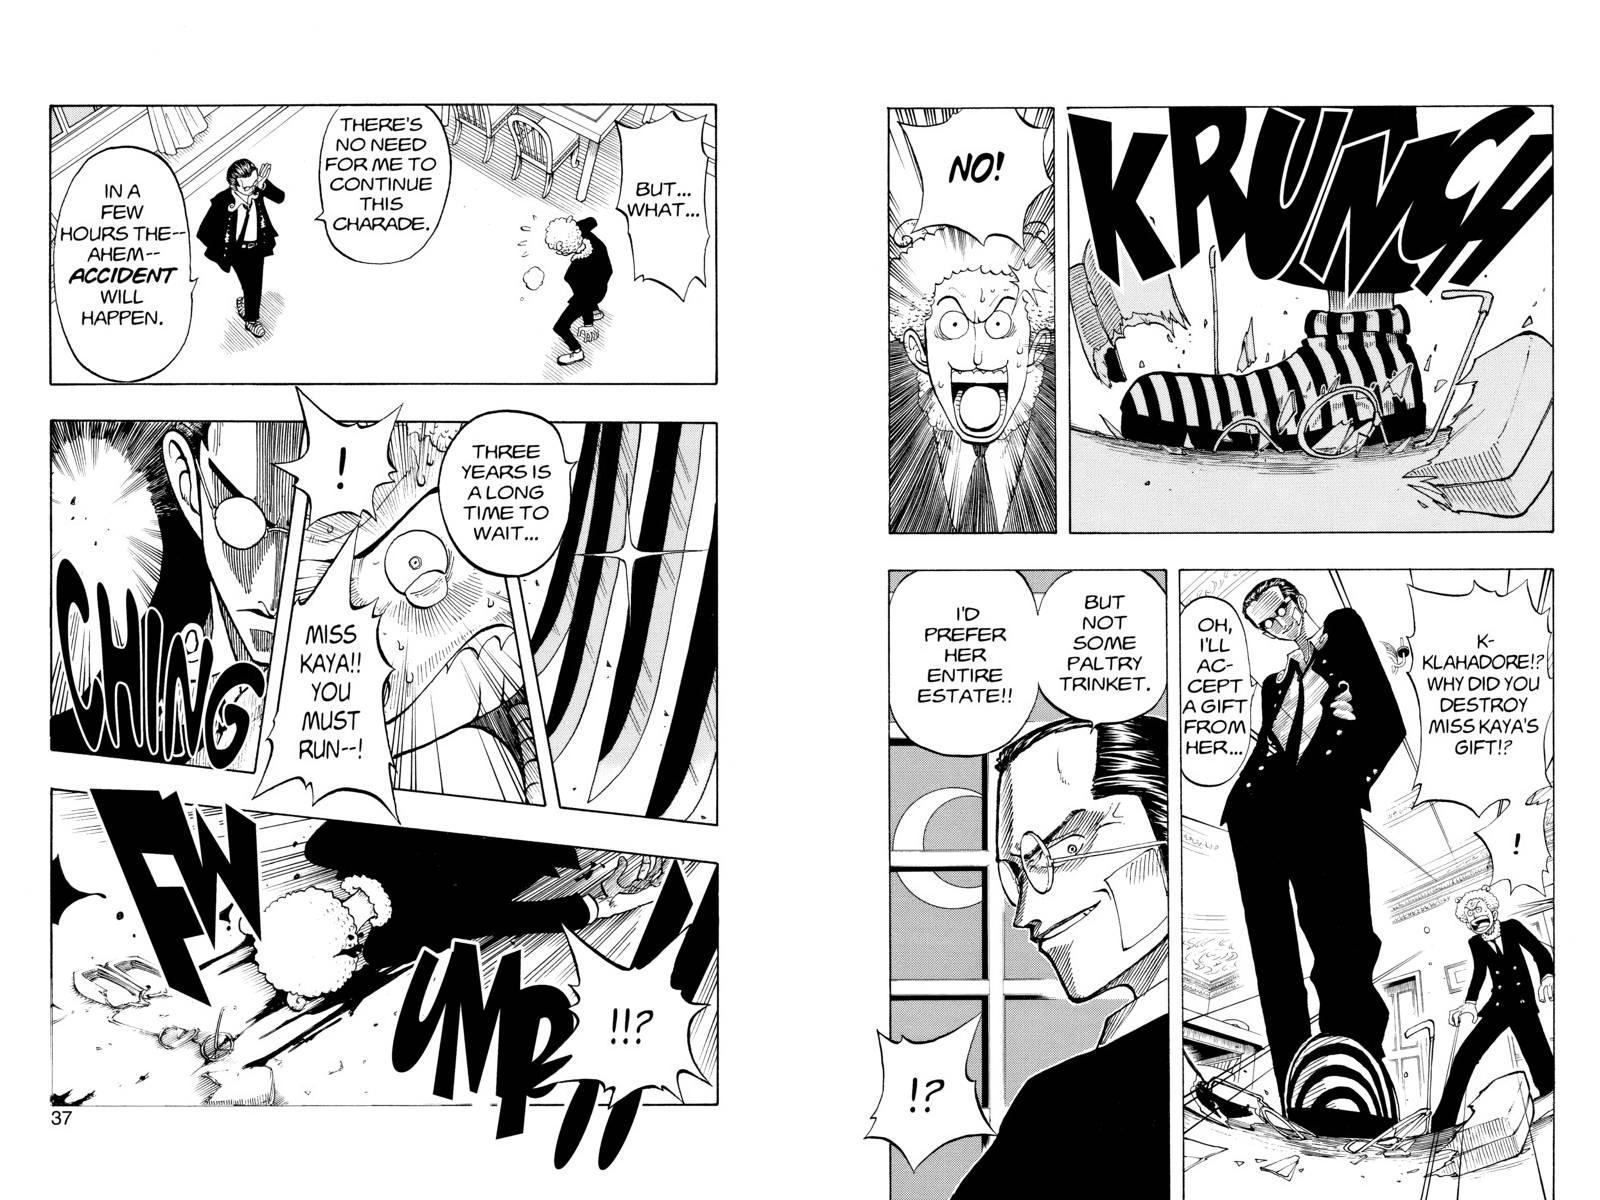 KRUNCH
NO!
K-
KLAHADORE!?
WHY DID YOU
DESTROY
MISS KAYA'S
GIFT!?
!
OH,
I'LL
AC-
CEPT
A GIFT
FROM
HER...
BUT
NOT
SOME
PALTRY
TRINKET.
I'D
PREFER
HER
ENTIRE
ESTATE!!
!?
BUT...
WHAT...
THERE'S
NO NEED
FOR ME TO
CONTINUE
THIS
CHARADE.
IN A
FEW
HOURS THE--
AHEM--
ACCIDENT
WILL
HAPPEN.
THREE
YEARS IS
A LONG
TIME TO
WAIT...
!
MISS
KAYA!!
YOU
MUST
RUN--!
CHING
FW
UMP!!
!!?
37